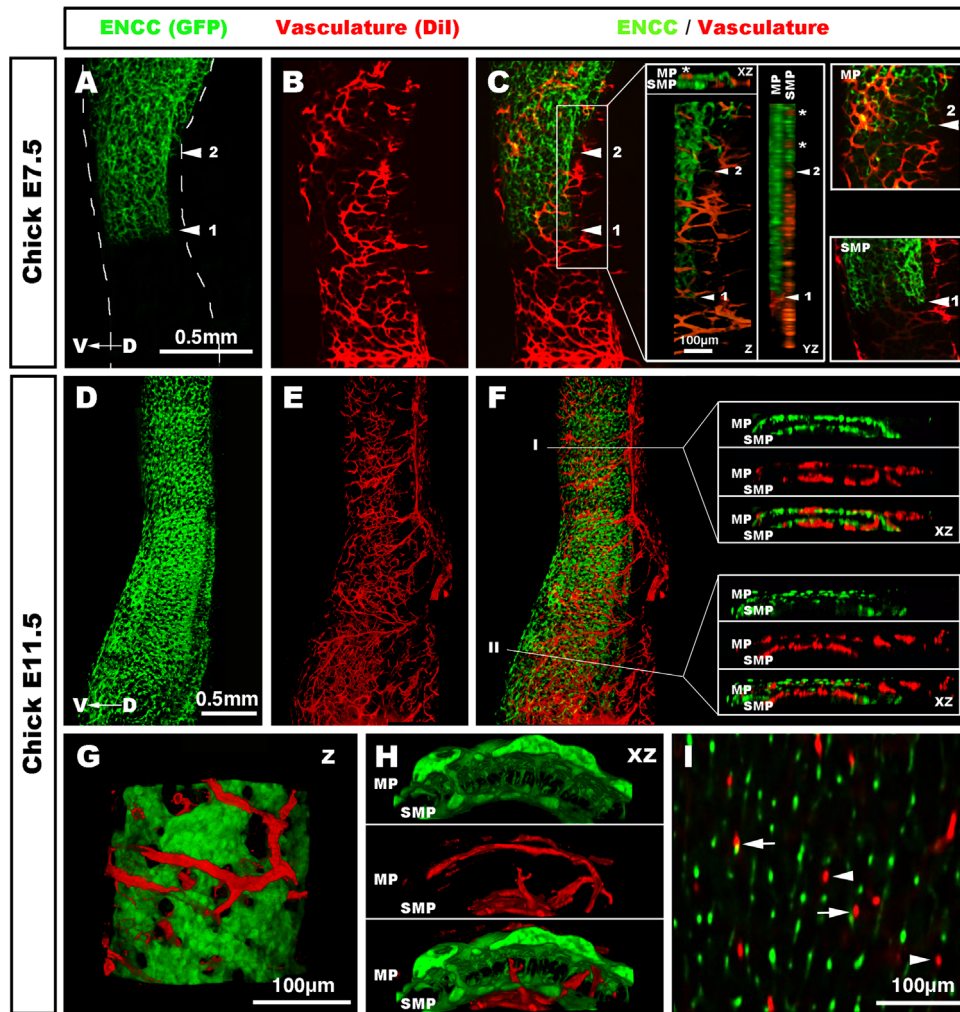 ENCC (GFP) Vasculature (DiI) ENCC / Vasculature
Chick E7.5
A
2
1
V D
0.5mm
B
C
2
1
MP * XZ
SMP
2
1
100µm
Z
MP
SMP
*
*
2
1
YZ
MP
2
SMP
1
Chick E11.5
D
V D
0.5mm
E
F
I
II
MP
SMP
MP
SMP
MP
SMP
XZ
MP
SMP
MP
SMP
MP
SMP
XZ
G
Z
100µm
H
XZ
MP
SMP
MP
SMP
MP
SMP
I
100µm